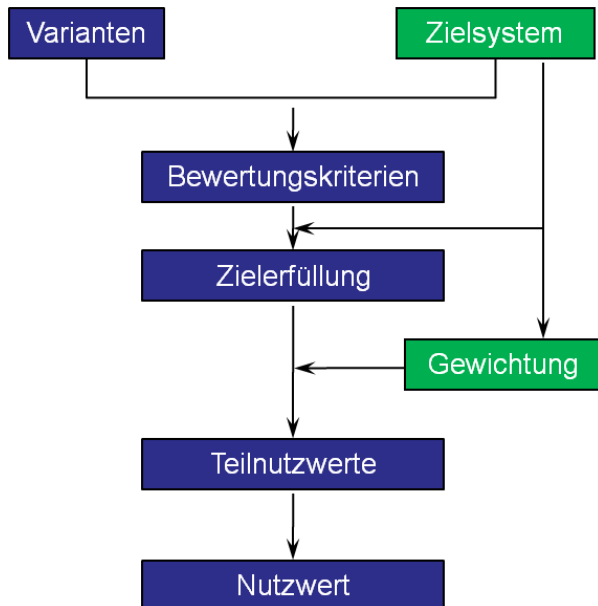 Varianten
Zielsystem
Bewertungskriterien
Zielerfüllung
Gewichtung
Teilnutzwerte
Nutzwert